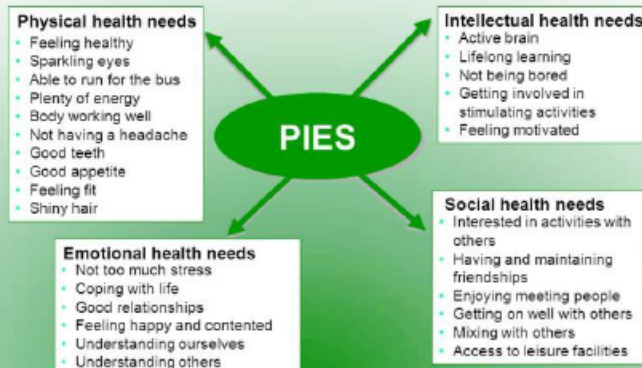 Physical health needs
Feeling healthy
Sparkling eyes
Able to run for the bus
Plenty of energy
Body working well
Not having a headache
Good teeth
Good appetite
Feeling fit
Shiny hair
Intellectual health needs
Active brain
Lifelong learning
Not being bored
Getting involved in
stimulating activities
Feeling motivated
PIES
Emotional health needs
Not too much stress
Coping with life
Good relationships
Feeling happy and contented
Understanding ourselves
Understanding others
Social health needs
Interested in activities with
others
Having and maintaining
friendships
Enjoying meeting people
Getting on well with others
Mixing with others
Access to leisure facilities